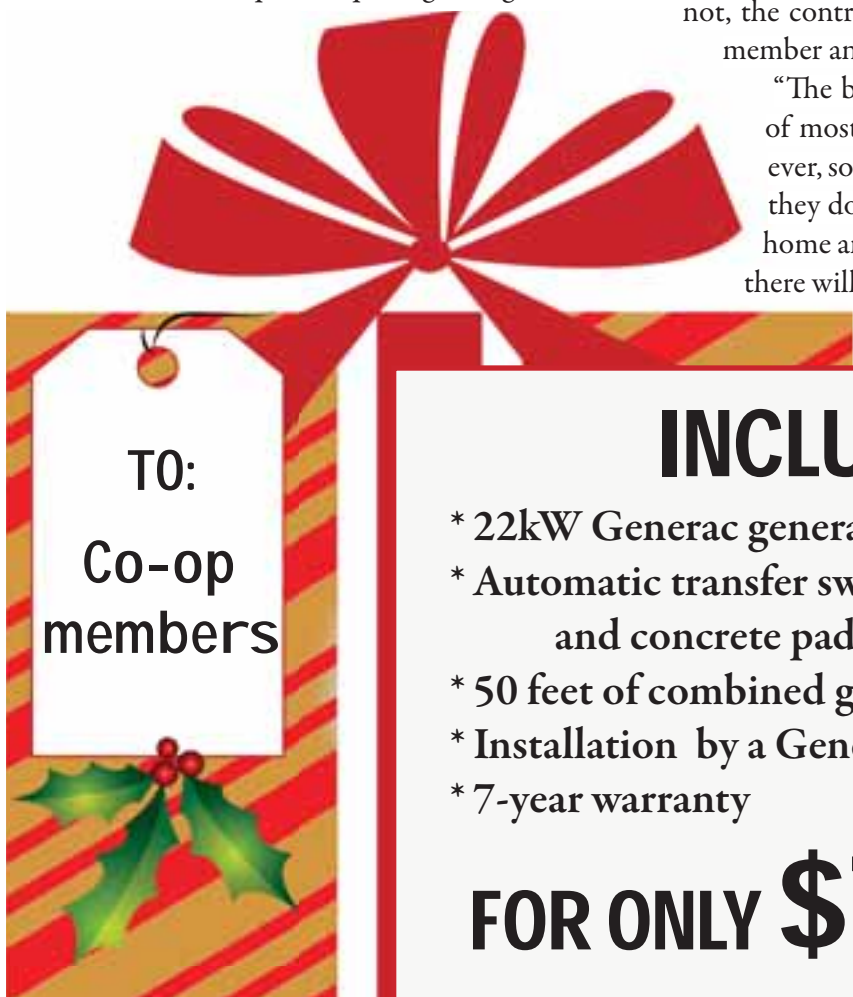 not, the contr
member an
“The b
of most
ever, so
they do
home a
there will
TO:
Co-op
members
INCLU
* 22kW Generac genera
* Automatic transfer sw
and concrete pad
* 50 feet of combined g
* Installation by a Gene
* 7-year warranty
FOR ONLY $